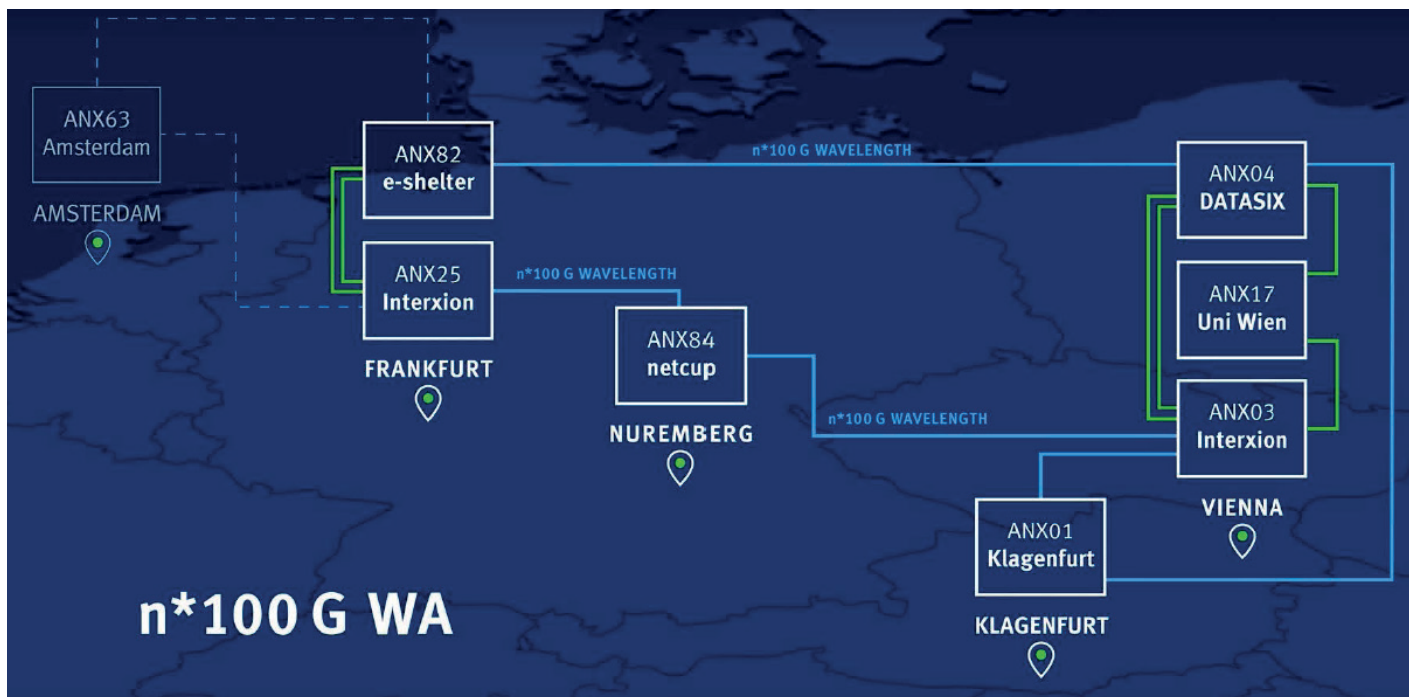 ANX63
Amsterdam
AMSTERDAM
ANX82
e-shelter
ANX25
Interxion
FRANKFURT
n*100 G WAVELENGTH
n*100 G WAVELENGTH
ANX84
netcup
NUREMBERG
n*100 G WAVELENGTH
ANX04
DATASIX
ANX17
Uni Wien
ANX03
Interxion
VIENNA
ANX01
Klagenfurt
KLAGENFURT
n*100 G WA